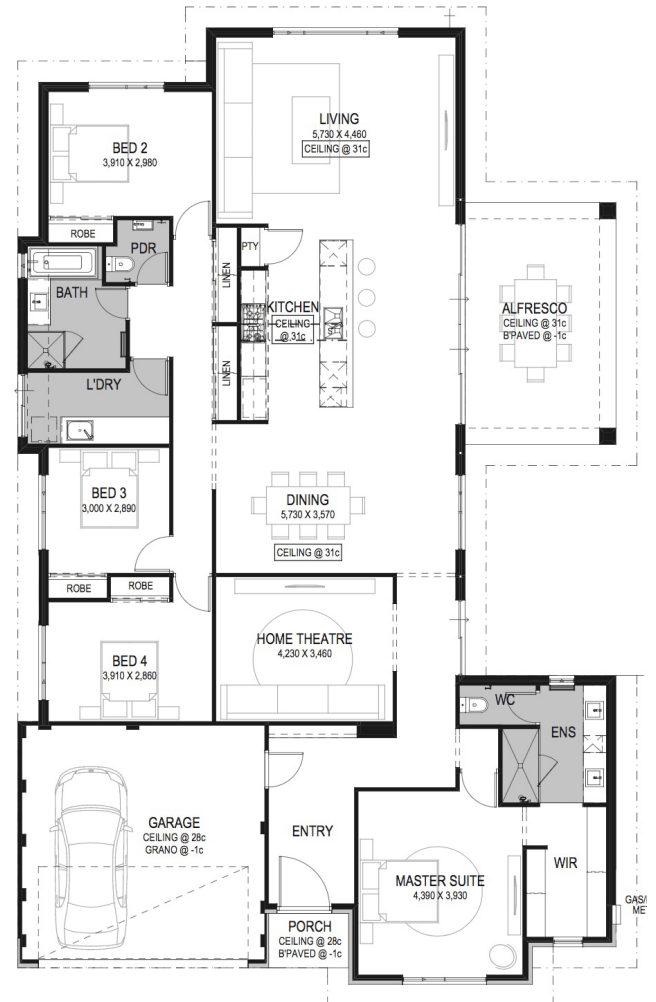 LIVING
5,730 X 4,460
CEILING @ 31c
BED 2
3,910 X 2,980
ROBE
PDR
BATH
LINEN
PTY
KITCHEN
CEILING
@ 31c
LINEN
ALFRESCO
CEILING @ 31c
B'PAVED @ -1c
L'DRY
BED 3
3,000 X 2,890
DINING
5,730 X 3,570
CEILING @ 31c
ROBE
ROBE
HOME THEATRE
4,230 X 3,460
BED 4
3,910 X 2,860
WC
ENS
GARAGE
CEILING @ 28c
GRANO @ -1c
ENTRY
MASTER SUITE
4,390 X 3,930
WIR
PORCH
CEILING @ 28c
B'PAVED @ -1c